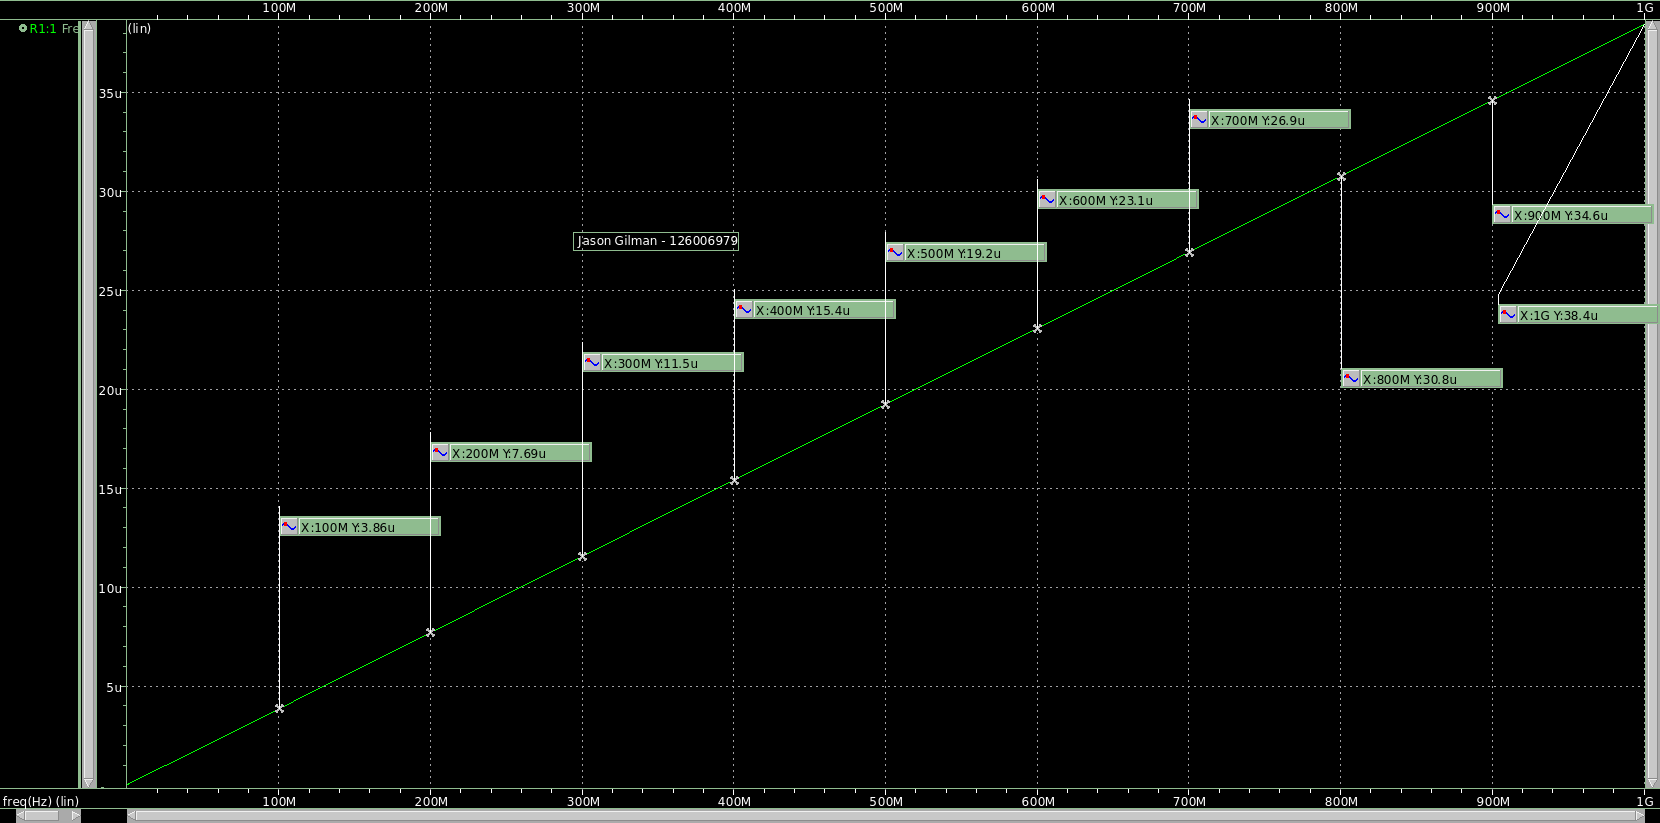 100M 200M 300M 400M 500M 600M 700M 800M 900M 1G
R1:1 Fre
(lin)
35u
X:700M Y:26.9u
30u
X:600M Y:23.1u
X:900M Y:34.6u
Jason Gilman - 126006979
X:500M Y:19.2u
25u
X:400M Y:15.4u
X:1G Y:38.4u
X:300M Y:11.5u
X:800M Y:30.8u
20u
X:200M Y:7.69u
15u
X:100M Y:3.86u
10u
5u
freq(Hz) (lin)
100M 200M 300M 400M 500M 600M 700M 800M 900M 1G